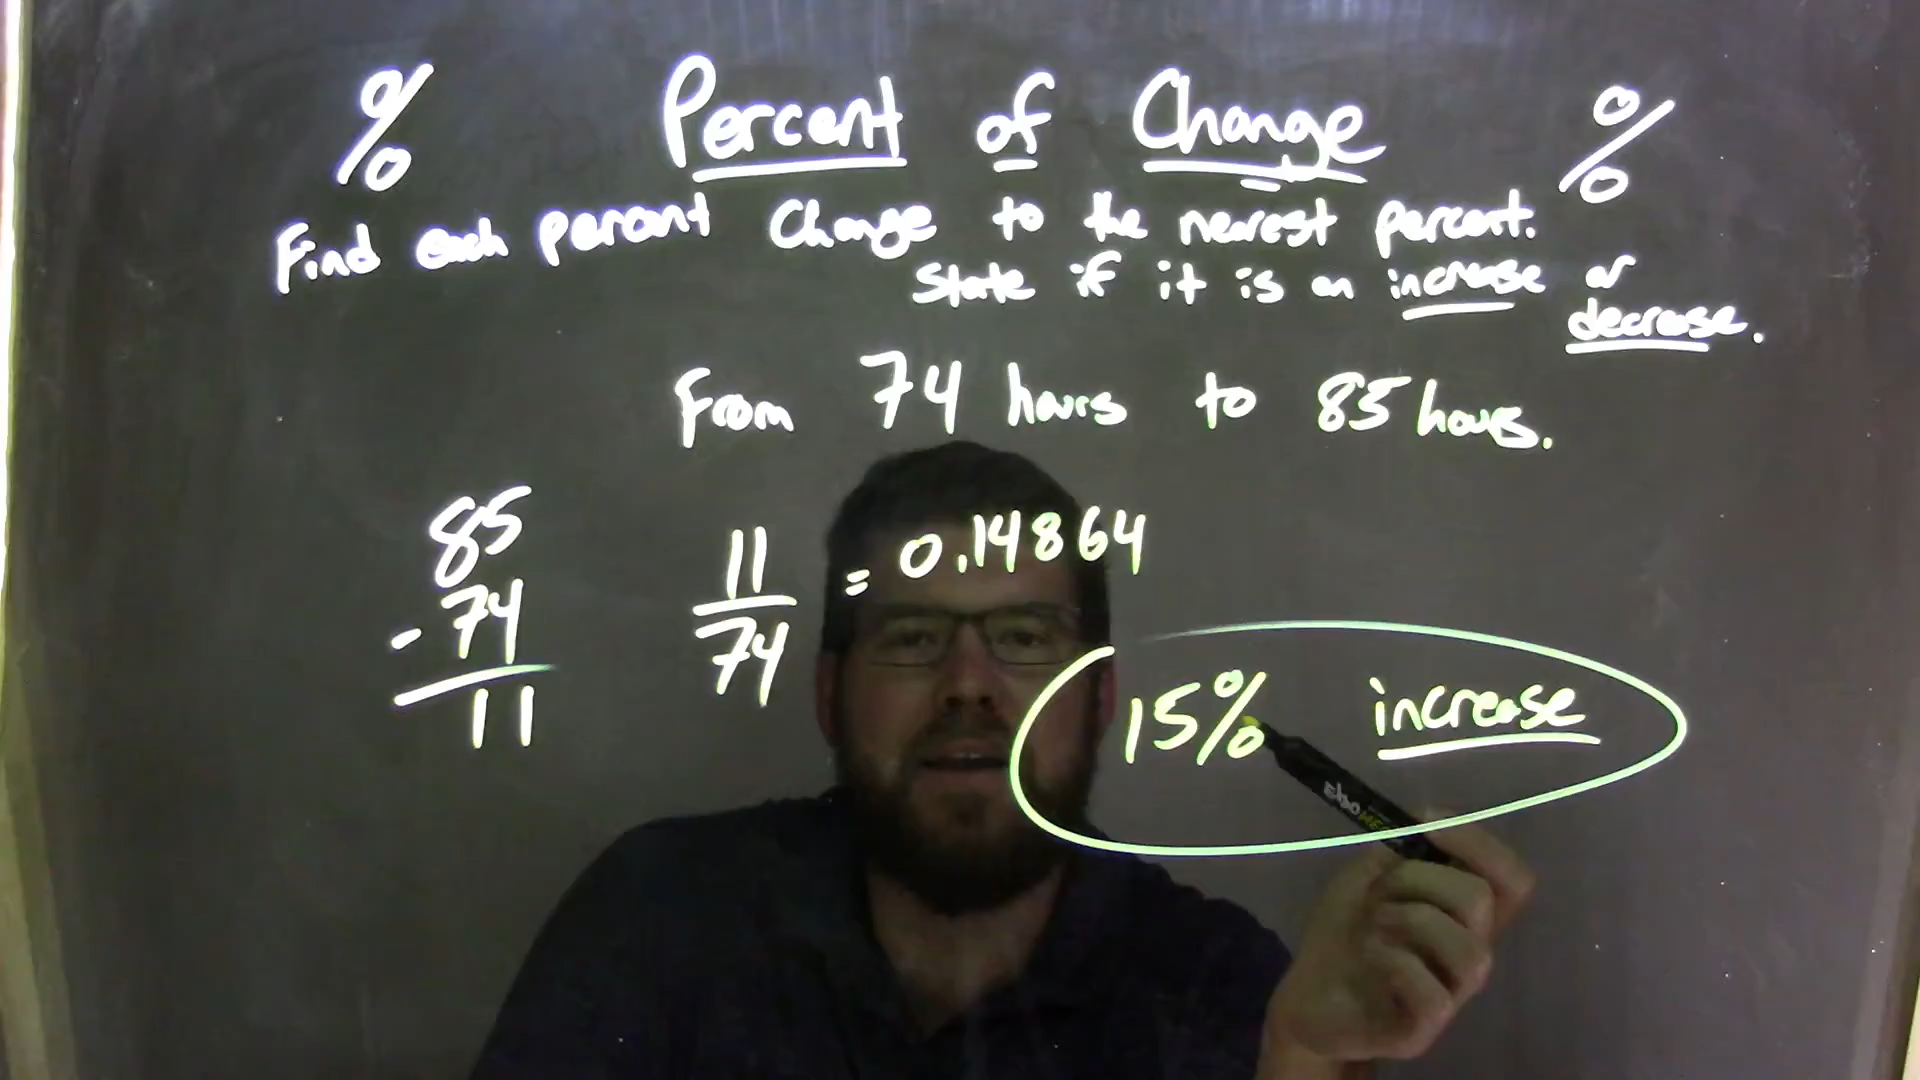 % Percent of Change %
Find each percent change to the nearest percent.
State if it is an increase or
decrease.
From 74 hours to 85 hours.
85
- 74
11
11
74
= 0.14864
15% increase
Expo